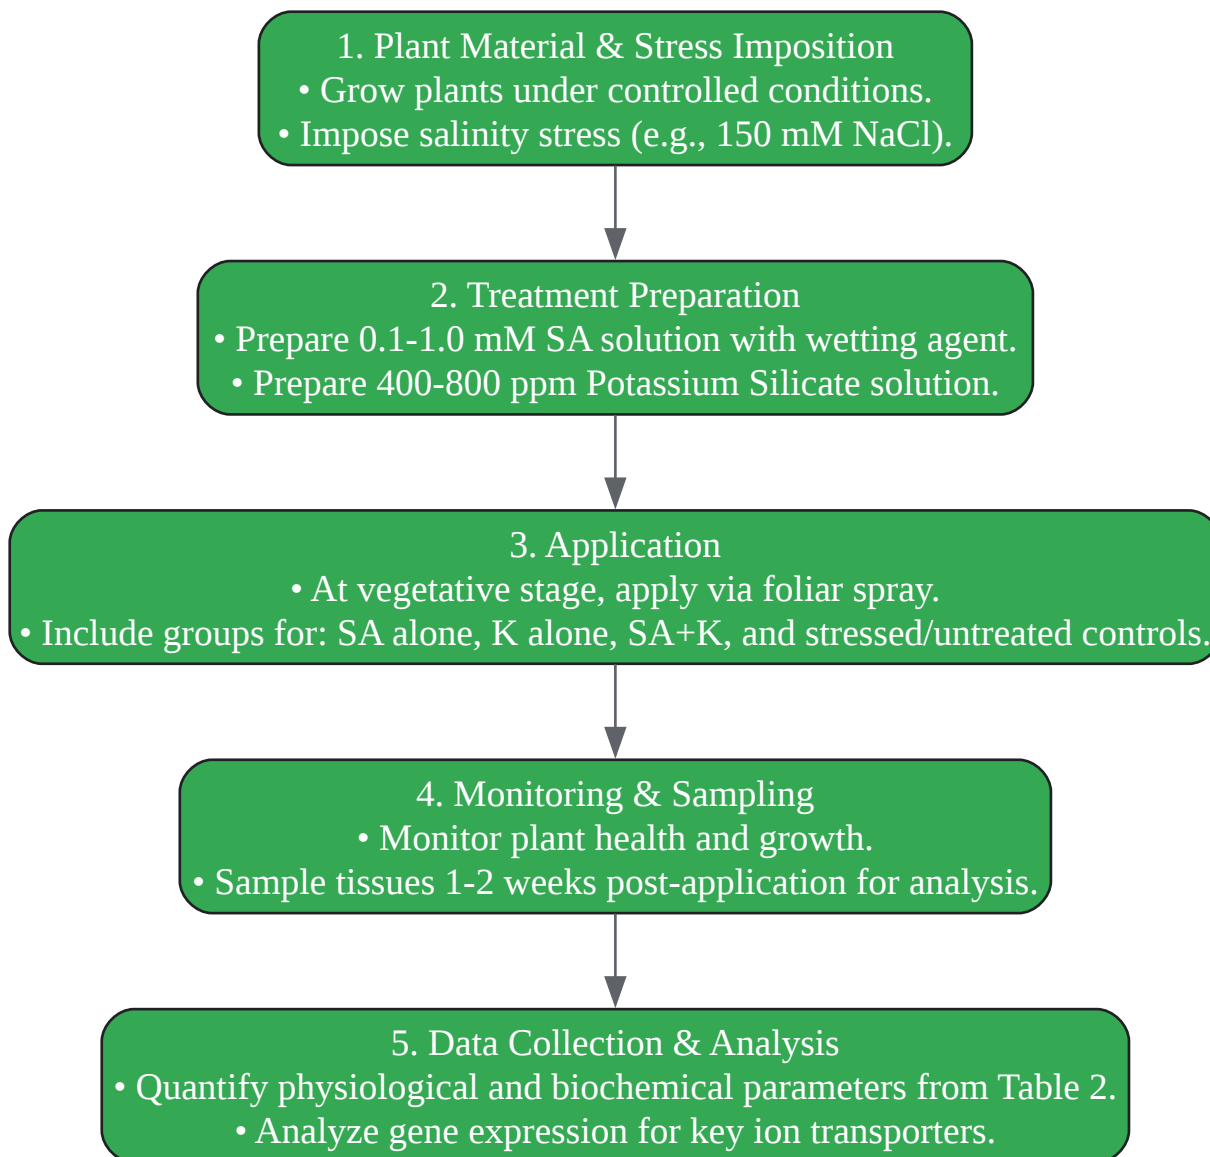 1. Plant Material & Stress Imposition
• Grow plants under controlled conditions.
• Impose salinity stress (e.g., 150 mM NaCl).
2. Treatment Preparation
• Prepare 0.1-1.0 mM SA solution with wetting agent.
• Prepare 400-800 ppm Potassium Silicate solution.
3. Application
• At vegetative stage, apply via foliar spray.
• Include groups for: SA alone, K alone, SA+K, and stressed/untreated controls.
4. Monitoring & Sampling
• Monitor plant health and growth.
• Sample tissues 1-2 weeks post-application for analysis.
5. Data Collection & Analysis
• Quantify physiological and biochemical parameters from Table 2.
• Analyze gene expression for key ion transporters.